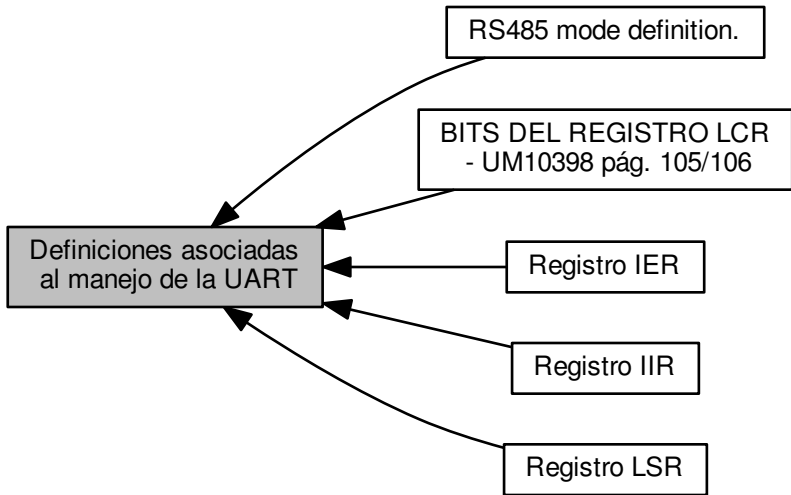 RS485 mode definition.
BITS DEL REGISTRO LCR
- UM10398 pág. 105/106
Definiciones asociadas
al manejo de la UART
Registro IER
Registro IIR
Registro LSR